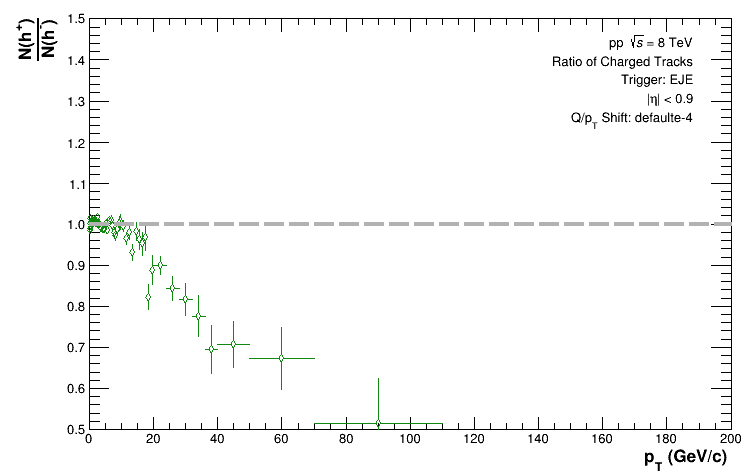 N(h⁺)
N(h⁻)
1.5
1.4
1.3
1.2
1.1
1.0
0.9
0.8
0.7
0.6
0.5
pp √s = 8 TeV
Ratio of Charged Tracks
Trigger: EJE
|η| < 0.9
Q/p_T Shift: defaulte-4
0 20 40 60 80 100 120 140 160 180 200
p_T (GeV/c)